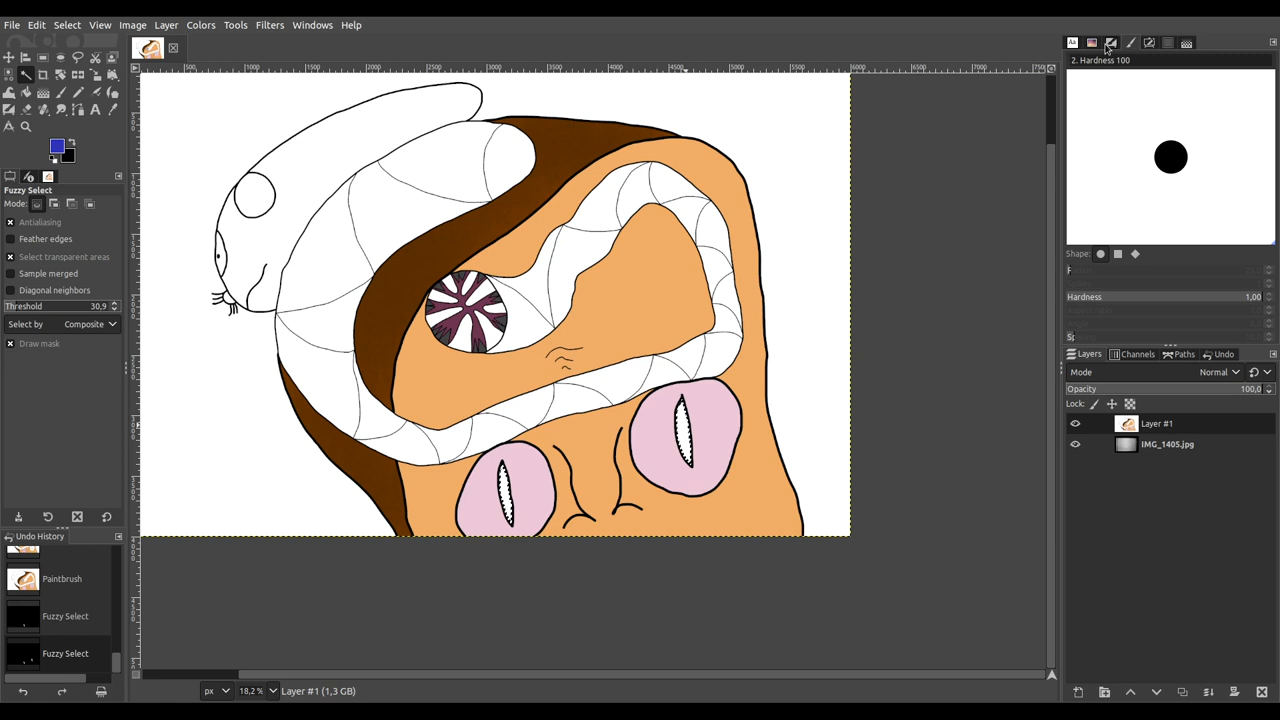 File Edit Select View Image Layer Colors Tools Filters Windows Help
Fuzzy Select
Mode:
Antialiasing
Feather edges
Select transparent areas
Sample merged
Diagonal neighbors
Threshold 30,9
Select by Composite
Draw mask
Undo History
Paintbrush
Fuzzy Select
Fuzzy Select
px 18,2 % Layer #1 (1,3 GB)
Aa
2. Hardness 100
Shape:
Hardness 1,00
Layers Channels Paths Undo
Mode Normal
Opacity 100,0
Lock:
Layer #1
IMG_1405.jpg